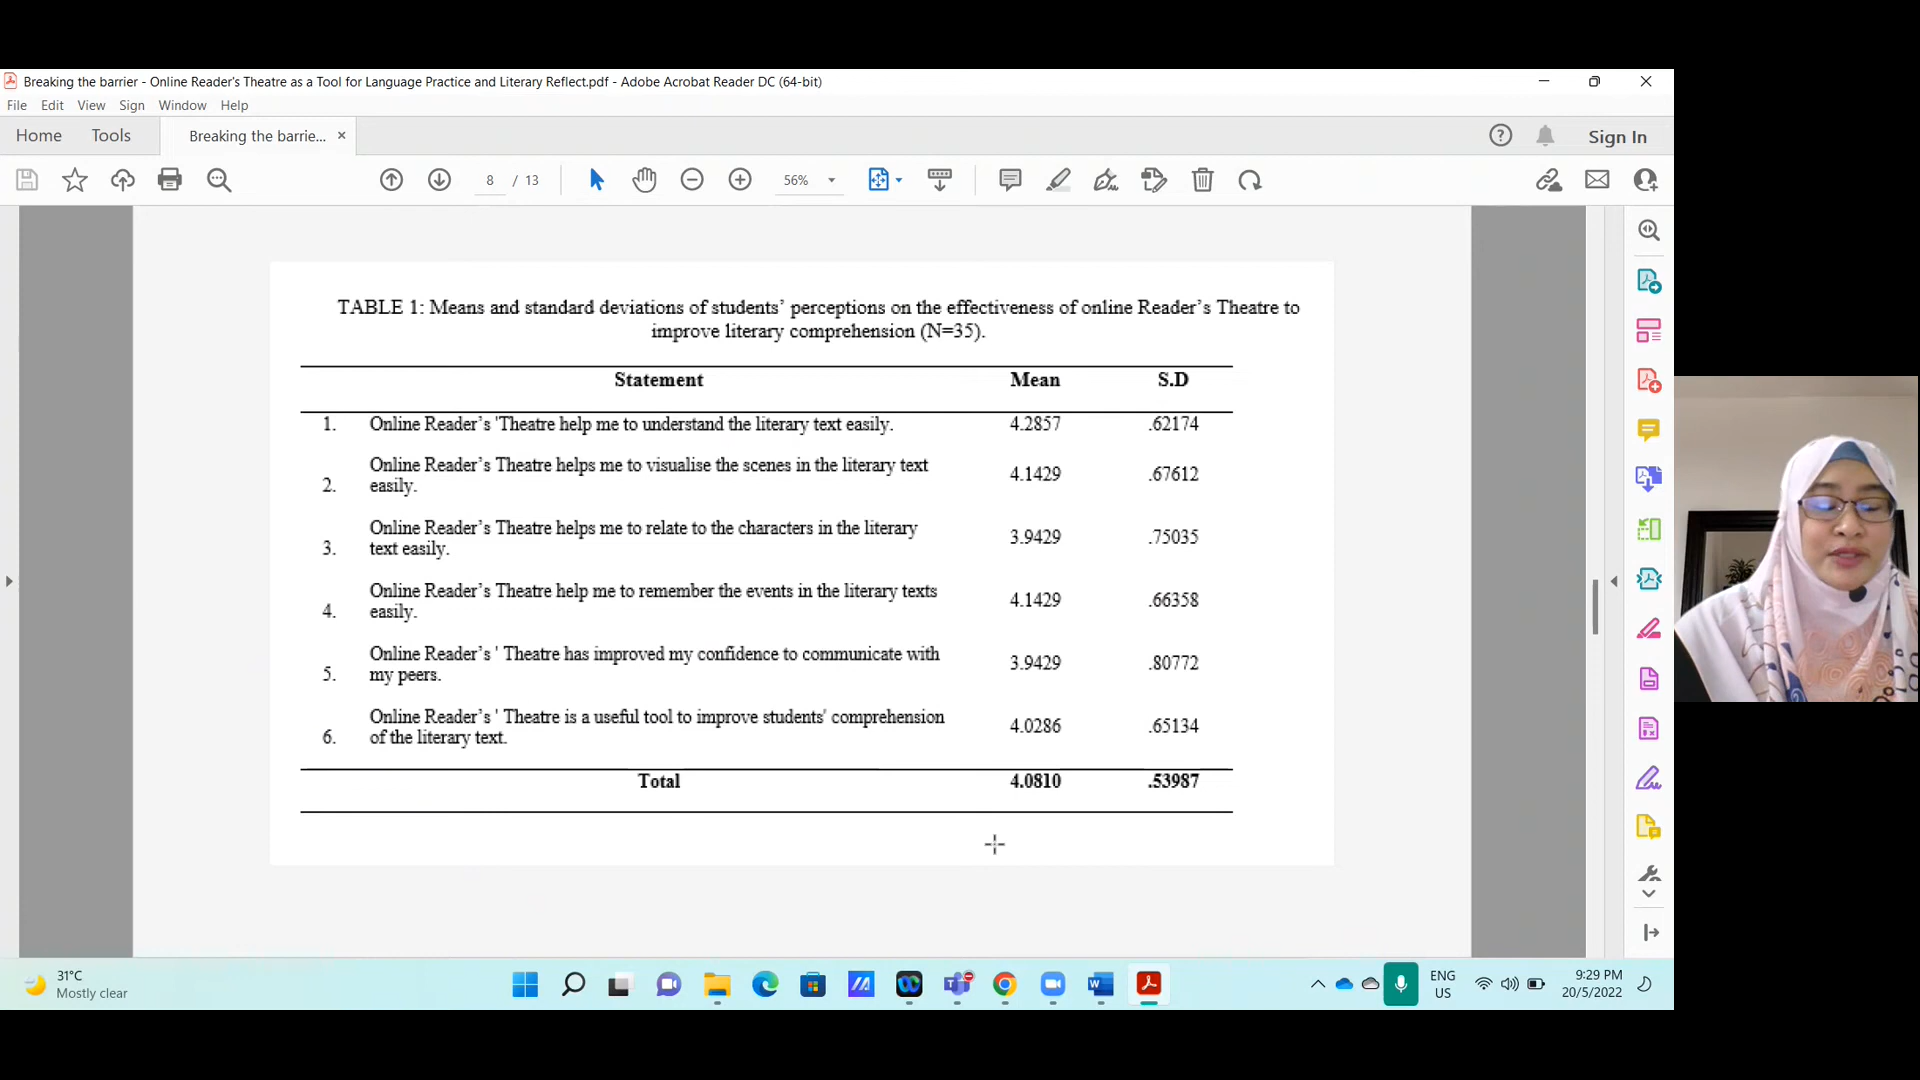 Breaking the barrier - Online Reader's Theatre as a Tool for Language Practice and Literary Reflect.pdf - Adobe Acrobat Reader DC (64-bit)
File Edit View Sign Window Help
Home Tools Breaking the barrie... Sign In
8 / 13 56%
TABLE 1: Means and standard deviations of students’ perceptions on the effectiveness of online Reader’s Theatre to
improve literary comprehension (N=35).
Statement Mean S.D
1. Online Reader’s 'Theatre help me to understand the literary text easily. 4.2857 .62174
Online Reader’s Theatre helps me to visualise the scenes in the literary text
2. easily. 4.1429 .67612
Online Reader’s Theatre helps me to relate to the characters in the literary
3. text easily. 3.9429 .75035
Online Reader’s Theatre help me to remember the events in the literary texts
4. easily. 4.1429 .66358
Online Reader’s ' Theatre has improved my confidence to communicate with
5. my peers. 3.9429 .80772
Online Reader’s ' Theatre is a useful tool to improve students' comprehension
6. of the literary text. 4.0286 .65134
Total 4.0810 .53987
31°C
Mostly clear
ENG
US
9:29 PM
20/5/2022